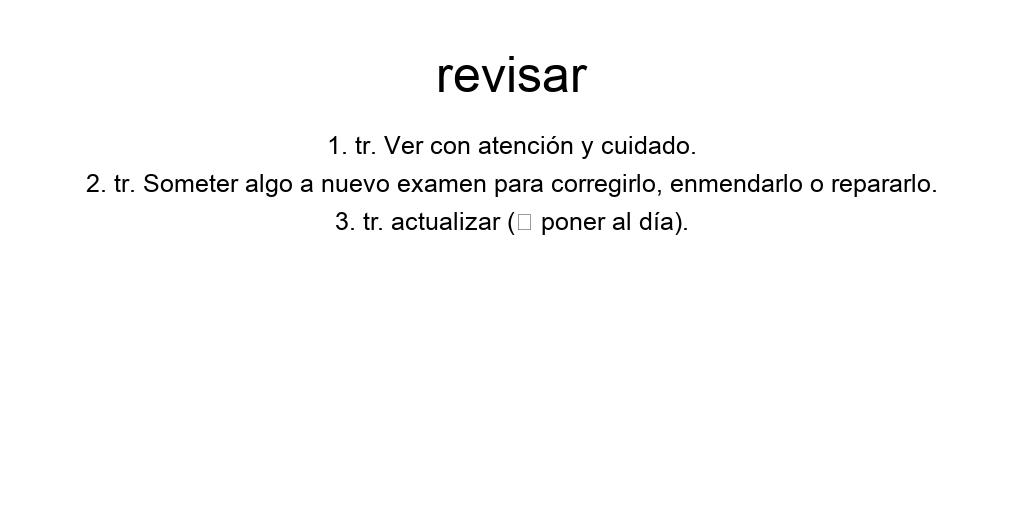 revisar
1. tr. Ver con atención y cuidado.
2. tr. Someter algo a nuevo examen para corregirlo, enmendarlo o repararlo.
3. tr. actualizar (□ poner al día).